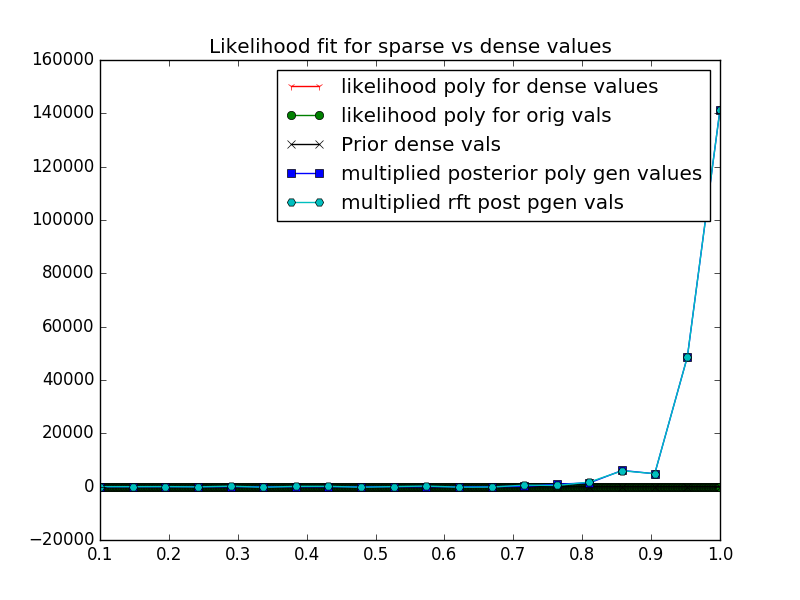 Likelihood fit for sparse vs dense values
160000
140000
120000
100000
80000
60000
40000
20000
0
−20000
likelihood poly for dense values
likelihood poly for orig vals
Prior dense vals
multiplied posterior poly gen values
multiplied rft post pgen vals
0.1 0.2 0.3 0.4 0.5 0.6 0.7 0.8 0.9 1.0